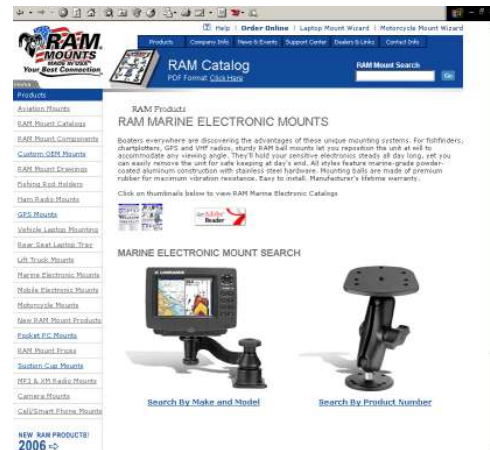 Help | Order Online | Laptop Mount Wizard | Motorcycle Mount Wizard
RAM
MOUNTS
MADE IN USA
Your Best Connection
Products Company Info News & Events Support Center Dealers & Links Contact Info
RAM Catalog
PDF Format Click Here
RAM Mount Search
Go
Products
Aviation Mounts
RAM Mount Catalogs
RAM Mount Components
Custom OEM Mounts
RAM Mount Drawings
Fishing Rod Holders
Ham Radio Mounts
GPS Mounts
Vehicle Laptop Mounting
Rear Seat Laptop Tray
Lift Truck Mounts
Marine Electronic Mounts
Mobile Electronic Mounts
Motorcycle Mounts
New RAM Mount Products
Pocket PC Mounts
RAM Mount Prices
Suction Cup Mounts
MP3 & XM Radio Mounts
Camera Mounts
Cell/Smart Phone Mounts
NEW RAM PRODUCTS!
2006
RAM Products
RAM MARINE ELECTRONIC MOUNTS
Boaters everywhere are discovering the advantages of these unique mounting systems. For fishfinders,
chartplotters, GPS and VHF radios, sturdy RAM ball mounts let you reposition the unit at will to
accommodate any viewing angle. They'll hold your sensitive electronics steady all day long, yet you
can easily remove the unit for safe keeping at day's end. All styles feature marine-grade powder-
coated aluminum construction with stainless steel hardware. Mounting balls are made of premium
rubber for maximum vibration resistance. Easy to install. Manufacturer's lifetime warranty.
Click on thumbnails below to view RAM Marine Electronic Catalogs
Get Adobe
Reader
MARINE ELECTRONIC MOUNT SEARCH
LOWRANCE
Search By Make and Model
Search By Product Number